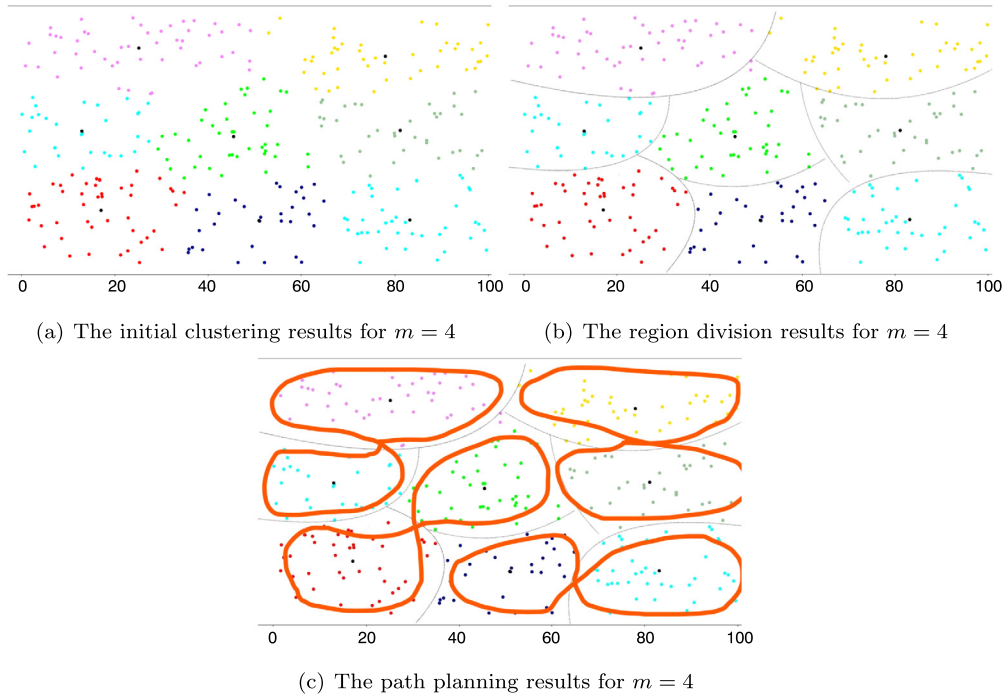 0 20 40 60 80 100
0 20 40 60 80 100
(a) The initial clustering results for m = 4
(b) The region division results for m = 4
0 20 40 60 80 100
(c) The path planning results for m = 4